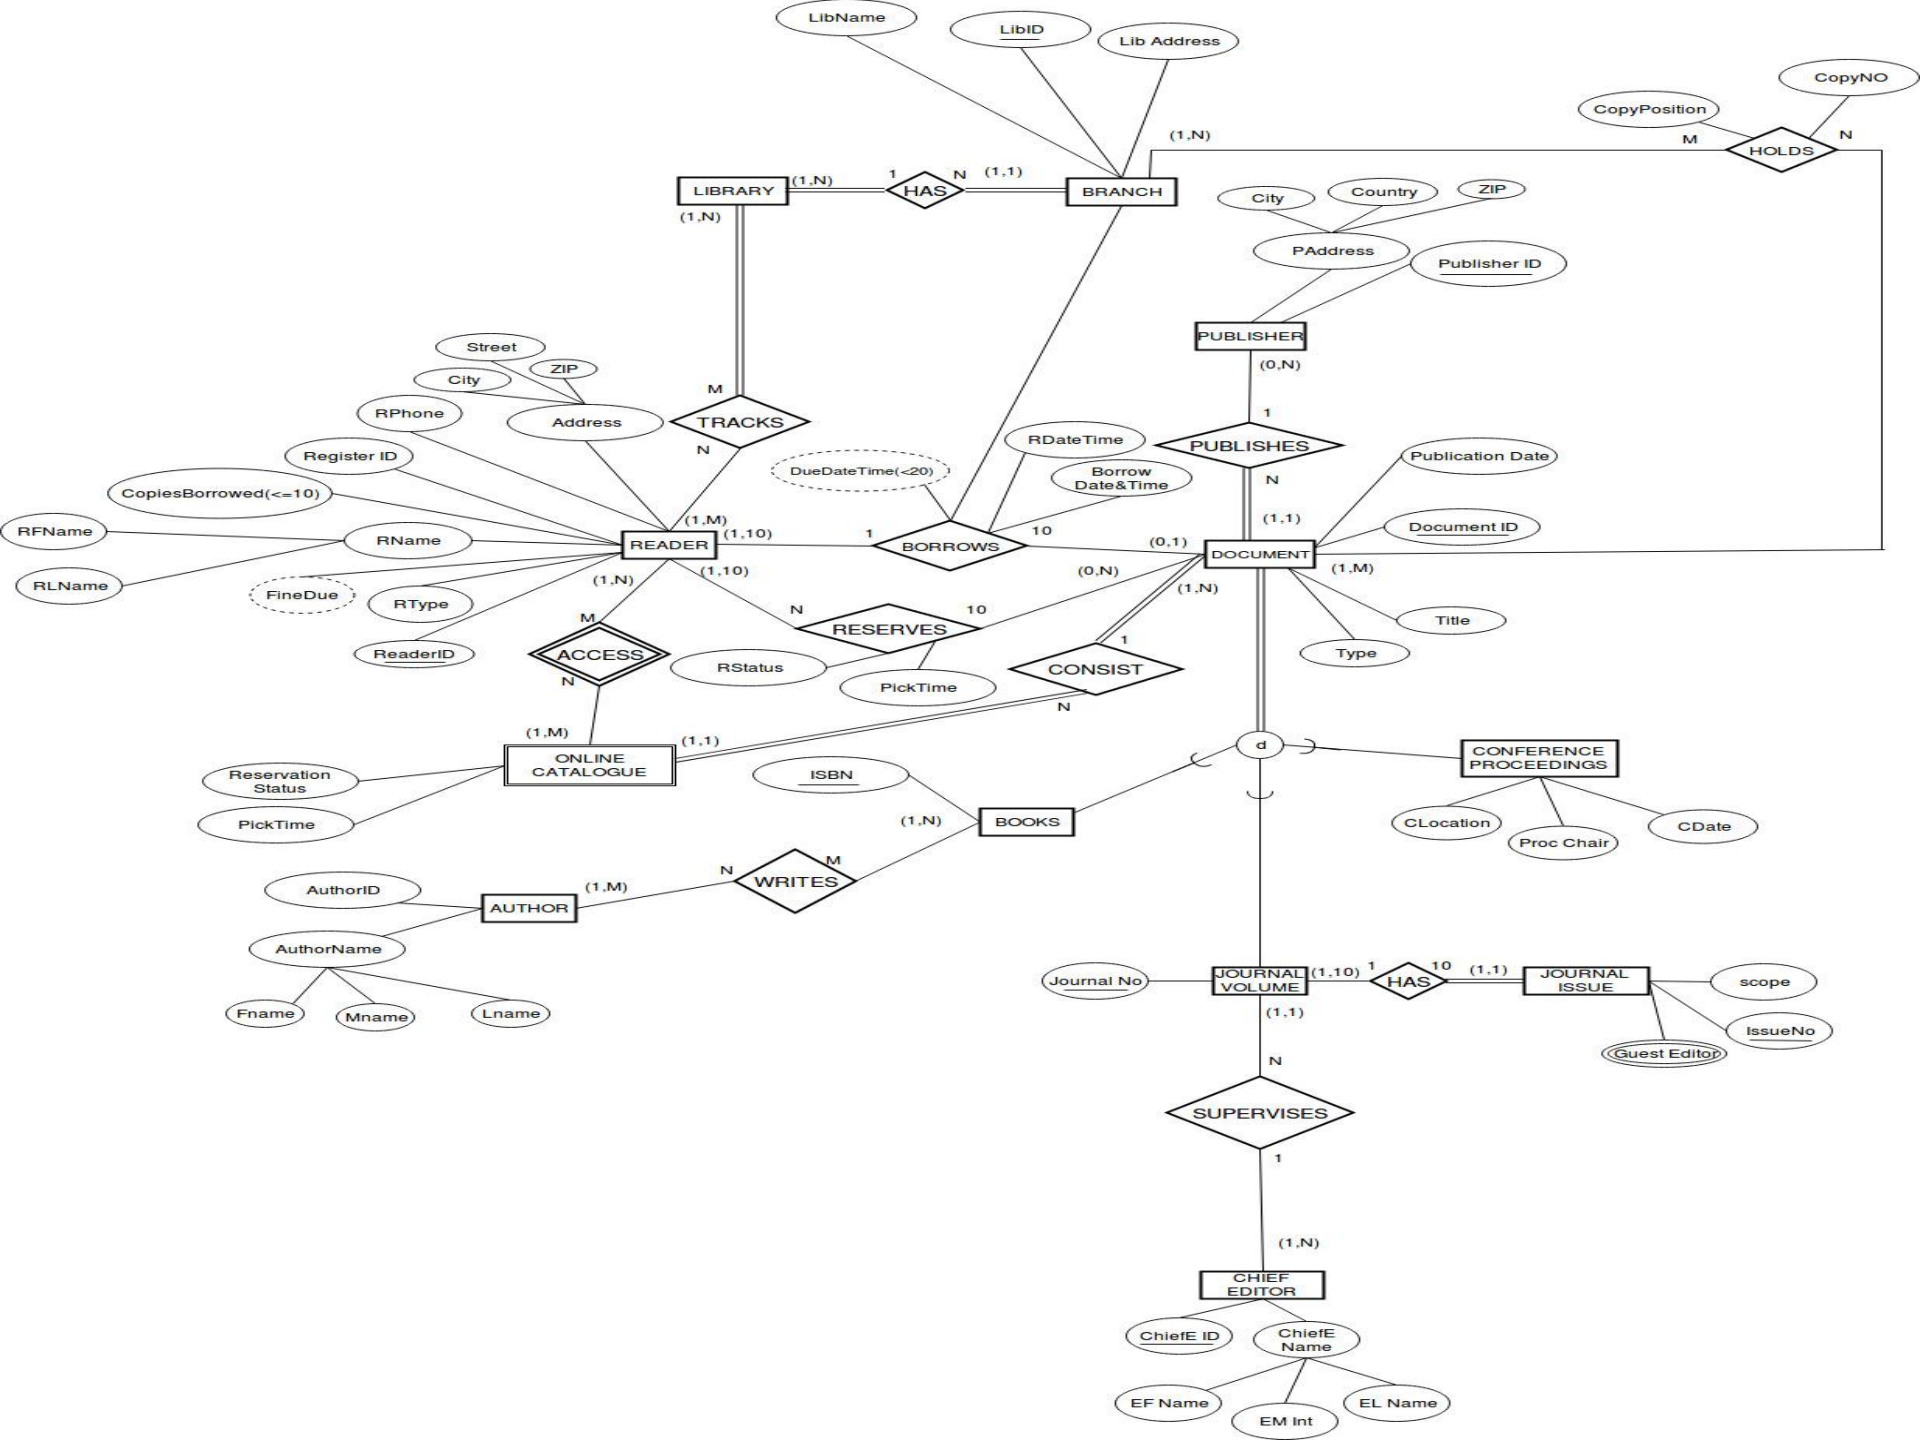 LibName
LibID
Lib Address
CopyNO
CopyPosition
(1,N)
M
N
HOLDS
LIBRARY
(1,N)
1
HAS
N
(1,1)
BRANCH
(1,N)
City
Country
ZIP
PAddress
Publisher ID
PUBLISHER
(0,N)
Street
ZIP
City
RPhone
Address
M
TRACKS
N
1
PUBLISHES
N
(1,1)
RDateTime
DueDateTime(<20)
Borrow
Date&Time
Publication Date
Document ID
Register ID
CopiesBorrowed(<=10)
RFName
RName
RLName
FineDue
RType
ReaderID
READER
(1,M)
(1,10)
1
BORROWS
10
(0,1)
DOCUMENT
(1,M)
(1,N)
(1,10)
(0,N)
(1,N)
Title
Type
M
ACCESS
N
N
RESERVES
10
RStatus
PickTime
1
CONSIST
N
(1,M)
(1,1)
ONLINE
CATALOGUE
Reservation
Status
PickTime
ISBN
d
CONFERENCE
PROCEEDINGS
CLocation
Proc Chair
CDate
(1,N)
BOOKS
M
N
WRITES
(1,M)
AuthorID
AUTHOR
AuthorName
Fname
Mname
Lname
Journal No
JOURNAL
VOLUME
(1,10)
1
HAS
10
(1,1)
JOURNAL
ISSUE
scope
IssueNo
Guest Editor
(1,1)
N
SUPERVISES
1
(1,N)
CHIEF
EDITOR
ChiefE ID
ChiefE
Name
EF Name
EM Int
EL Name